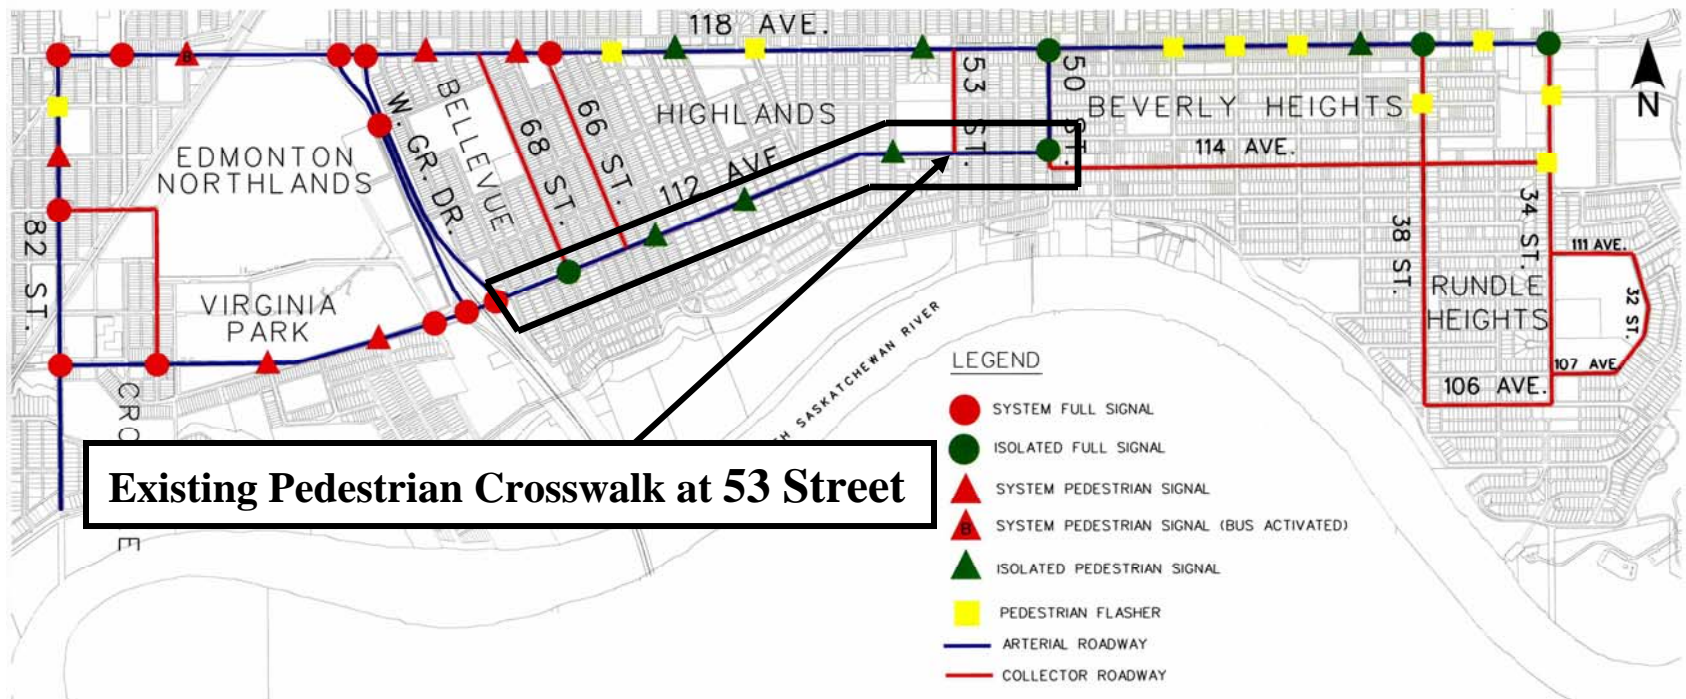 118 AVE.
53 ST.
50 ST.
N
BELLEVUE
W. GR. DR.
68 ST.
66 ST.
HIGHLANDS
BEVERLY HEIGHTS
EDMONTON
NORTHLANDS
112 AVE
114 AVE.
82 ST.
38 ST.
34 ST.
111 AVE.
32 ST.
VIRGINIA
PARK
RUNDLE
HEIGHTS
107 AVE.
106 AVE.
SASKATCHEWAN RIVER
LEGEND
SYSTEM FULL SIGNAL
ISOLATED FULL SIGNAL
SYSTEM PEDESTRIAN SIGNAL
B SYSTEM PEDESTRIAN SIGNAL (BUS ACTIVATED)
ISOLATED PEDESTRIAN SIGNAL
PEDESTRIAN FLASHER
ARTERIAL ROADWAY
COLLECTOR ROADWAY
Existing Pedestrian Crosswalk at 53 Street